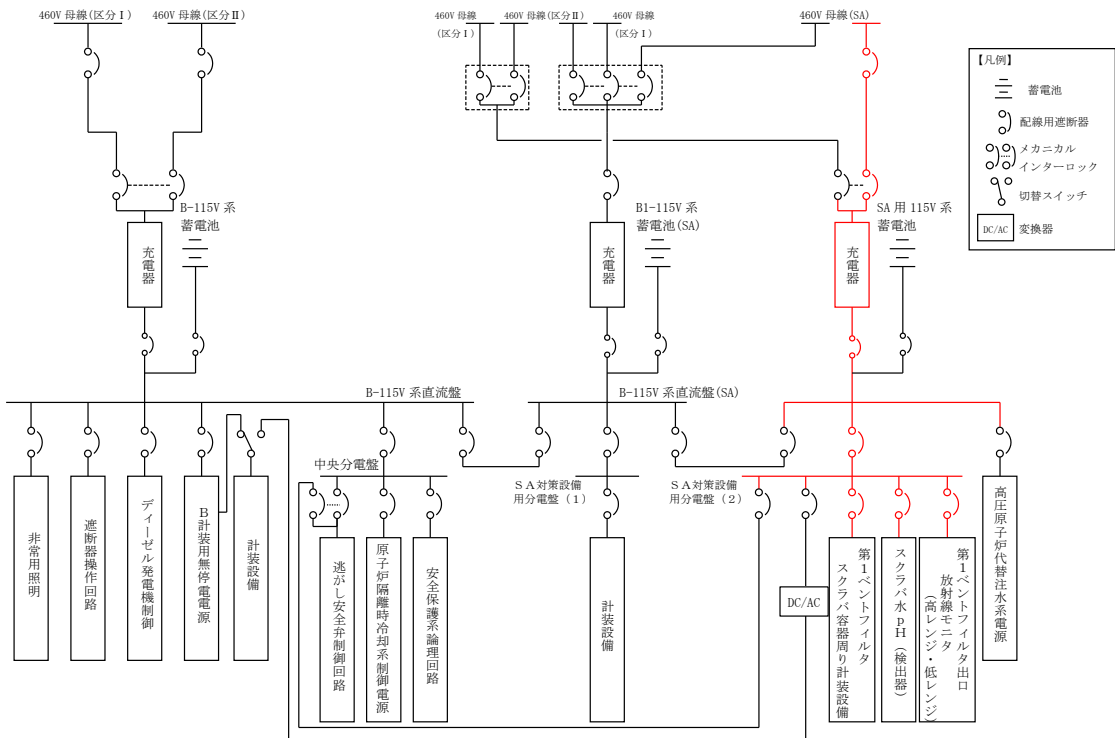 460V 母線(区分Ⅰ)
460V 母線(区分Ⅱ)
460V 母線
(区分Ⅰ)
460V 母線(区分Ⅱ)
460V 母線
(区分Ⅰ)
460V 母線(SA)
【凡例】
蓄電池
配線用遮断器
メカニカル
インターロック
切替スイッチ
DC/AC
変換器
B-115V 系
蓄電池
B1-115V 系
蓄電池(SA)
SA 用 115V 系
蓄電池
充電器
充電器
充電器
B-115V 系直流盤
B-115V 系直流盤(SA)
中央分電盤
SA対策設備
用分電盤(1)
SA対策設備
用分電盤(2)
非常用照明
遮断器操作回路
ディーゼル発電機制御
B計装用無停電電源
計装設備
逃がし安全弁制御回路
原子炉隔離時冷却系制御電源
安全保護系論理回路
計装設備
DC/AC
第1ベントフィルタ
スクラバ容器周り計装設備
スクラバ水pH(検出器)
第1ベントフィルタ出口
放射線モニタ
(高レンジ・低レンジ)
高圧原子炉代替注水系電源